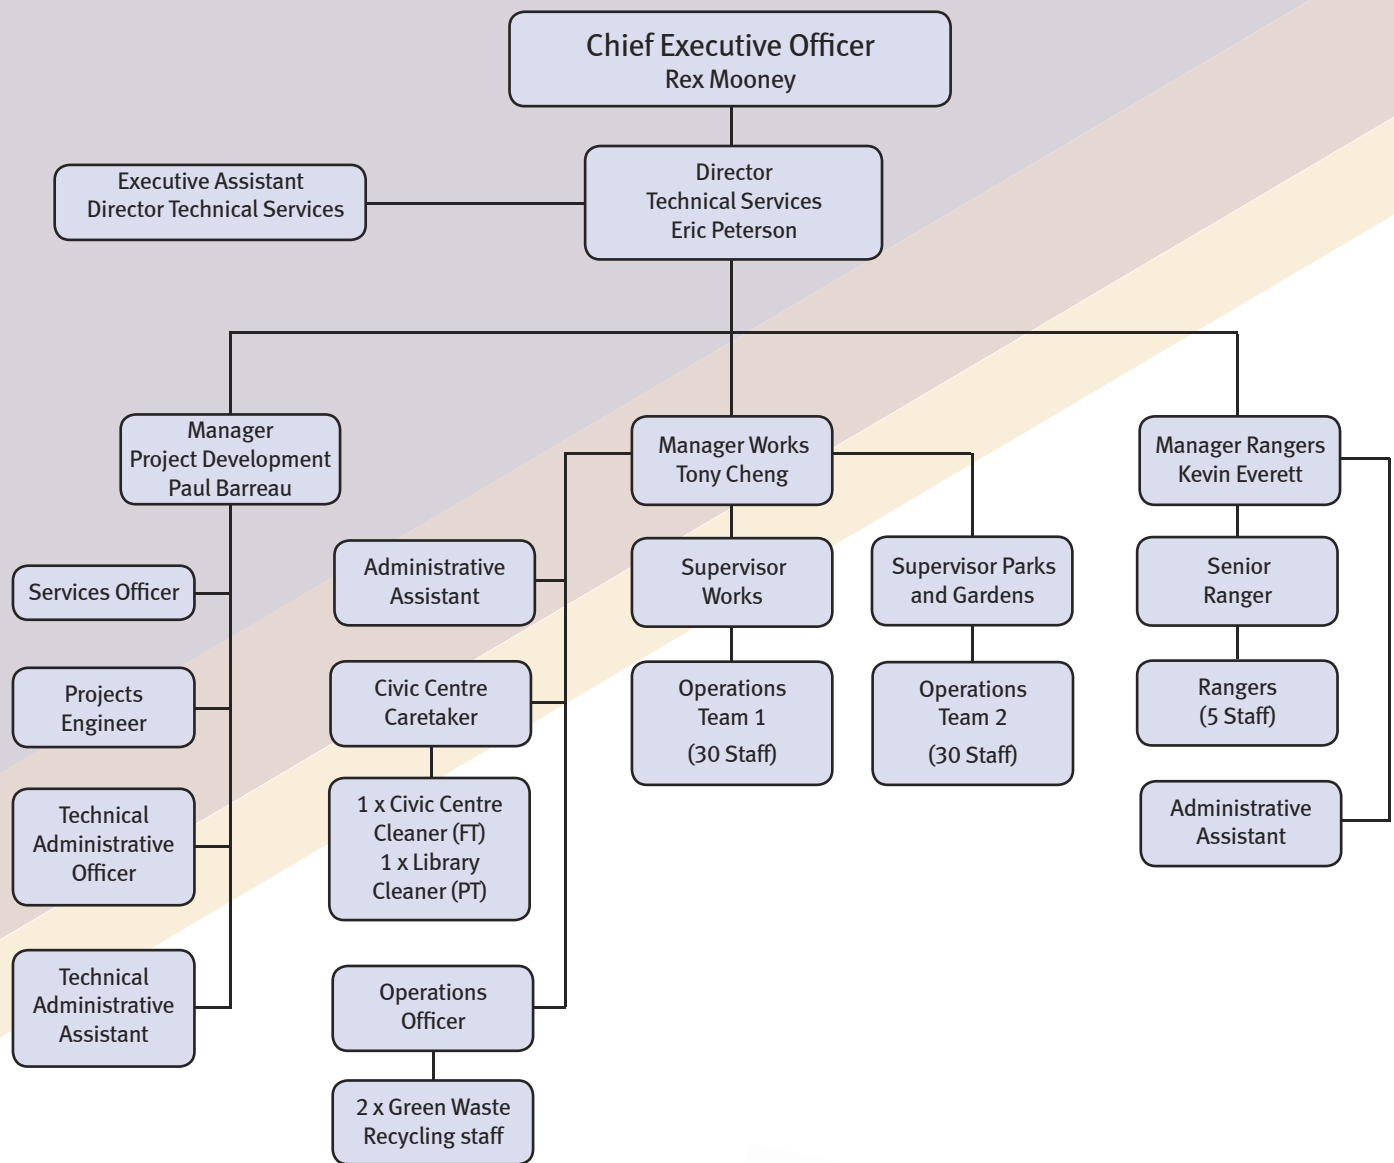 Chief Executive Officer
Rex Mooney
Executive Assistant
Director Technical Services
Director
Technical Services
Eric Peterson
Manager
Project Development
Paul Barreau
Manager Works
Tony Cheng
Manager Rangers
Kevin Everett
Services Officer
Projects
Engineer
Technical
Administrative
Officer
Technical
Administrative
Assistant
Administrative
Assistant
Civic Centre
Caretaker
1 x Civic Centre
Cleaner (FT)
1 x Library
Cleaner (PT)
Operations
Officer
2 x Green Waste
Recycling staff
Supervisor
Works
Operations
Team 1
(30 Staff)
Supervisor Parks
and Gardens
Operations
Team 2
(30 Staff)
Senior
Ranger
Rangers
(5 Staff)
Administrative
Assistant